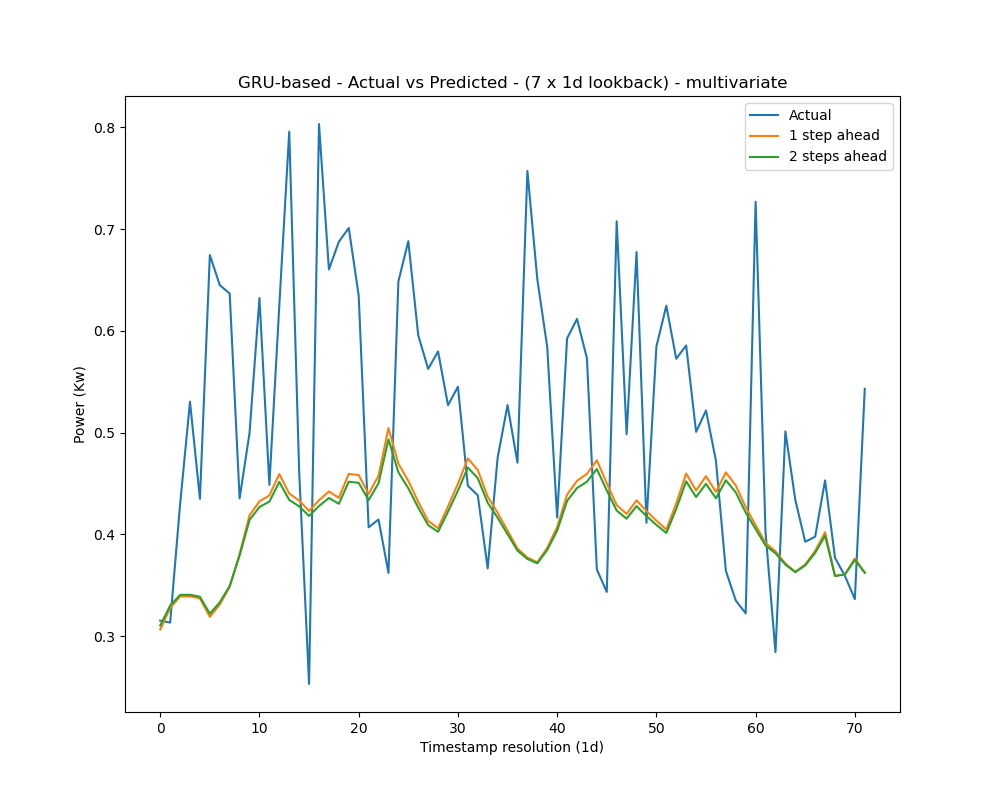 GRU-based - Actual vs Predicted - (7 x 1d lookback) - multivariate
Actual
1 step ahead
2 steps ahead
0.8
0.7
0.6
0.5
0.4
0.3
Power (Kw)
0 10 20 30 40 50 60 70
Timestamp resolution (1d)